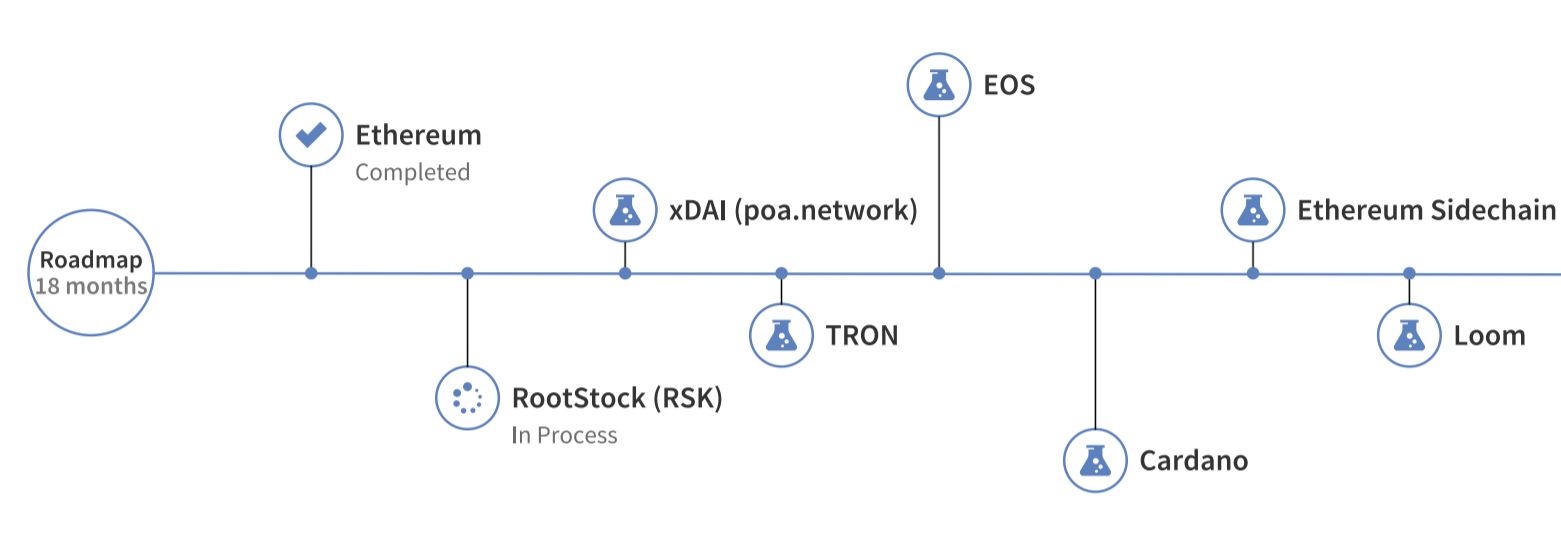 Roadmap
18 months
Ethereum
Completed
RootStock (RSK)
In Process
xDAI (poa.network)
TRON
EOS
Cardano
Ethereum Sidechain
Loom